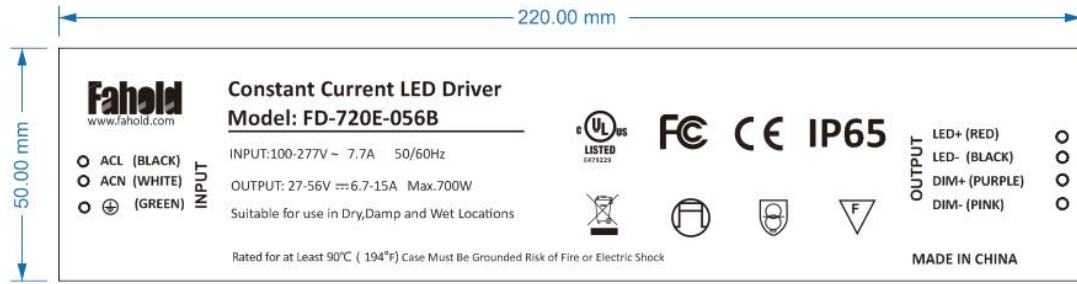 220.00 mm
50.00 mm
Fahold
www.fahold.com
Constant Current LED Driver
Model: FD-720E-056B
INPUT:100-277V ~ 7.7A 50/60Hz
OUTPUT: 27-56V ⎓ 6.7-15A Max.700W
Suitable for use in Dry,Damp and Wet Locations
Rated for at Least 90℃ ( 194°F) Case Must Be Grounded Risk of Fire or Electric Shock
ACL (BLACK)
ACN (WHITE)
(GREEN)
INPUT
c UL us
LISTED
E473229
FC CE IP65
F
OUTPUT
LED+ (RED)
LED- (BLACK)
DIM+ (PURPLE)
DIM- (PINK)
MADE IN CHINA